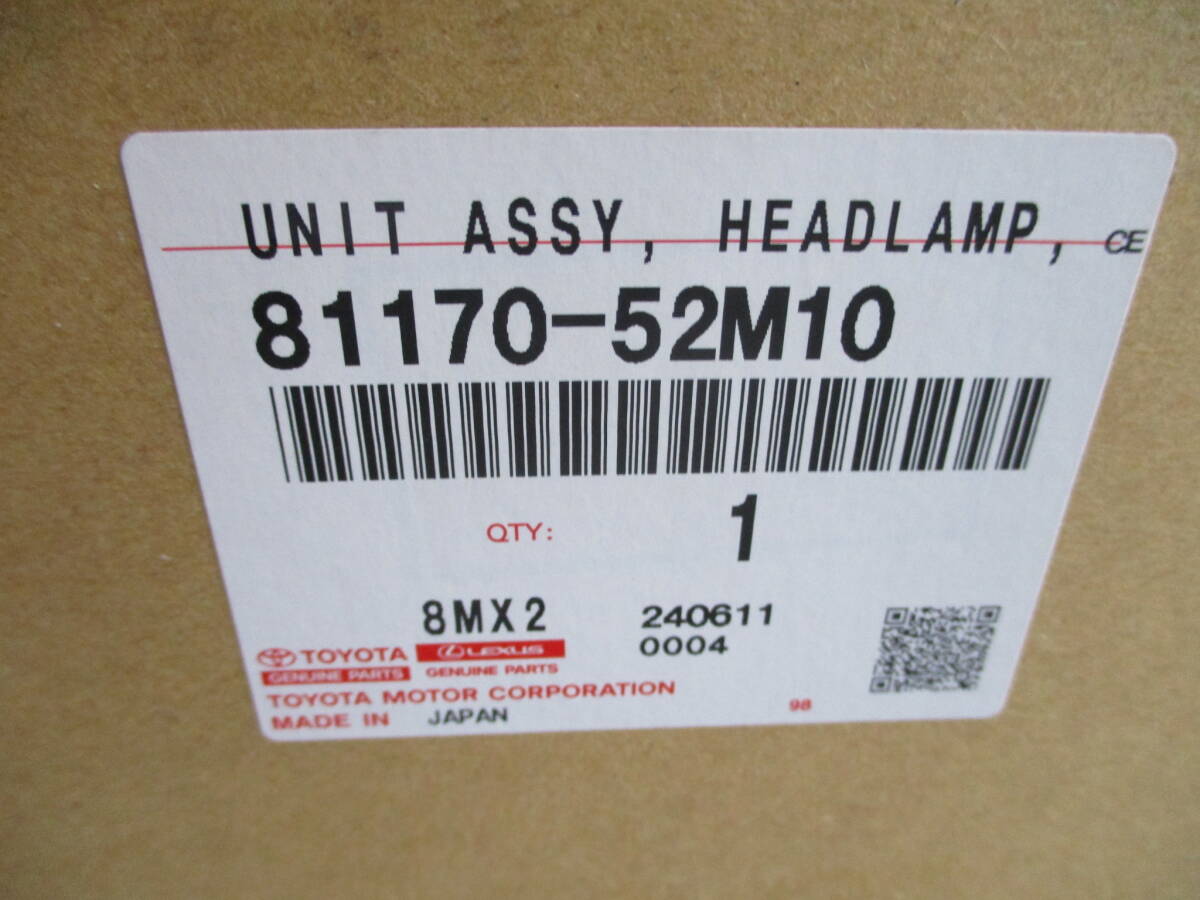 UNIT ASSY, HEADLAMP, CE
81170-52M10
QTY: 1
8MX2 240611
0004
TOYOTA LEXUS
GENUINE PARTS GENUINE PARTS
TOYOTA MOTOR CORPORATION
MADE IN JAPAN 98